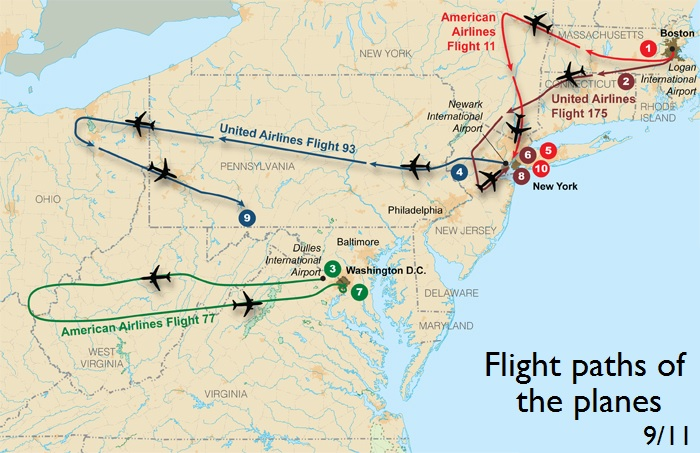 American
Airlines
Flight 11
MASSACHUSETTS
Boston
1
Logan
International
Airport
NEW YORK
2
CONNECTICUT
RHODE
ISLAND
United Airlines
Flight 175
Newark
International
Airport
United Airlines Flight 93
6
5
4
8
10
New York
PENNSYLVANIA
OHIO
9
Philadelphia
NEW JERSEY
Dulles
International
Airport
Baltimore
3
Washington D.C.
7
American Airlines Flight 77
DELAWARE
MARYLAND
WEST
VIRGINIA
VIRGINIA
Flight paths of
the planes
9/11